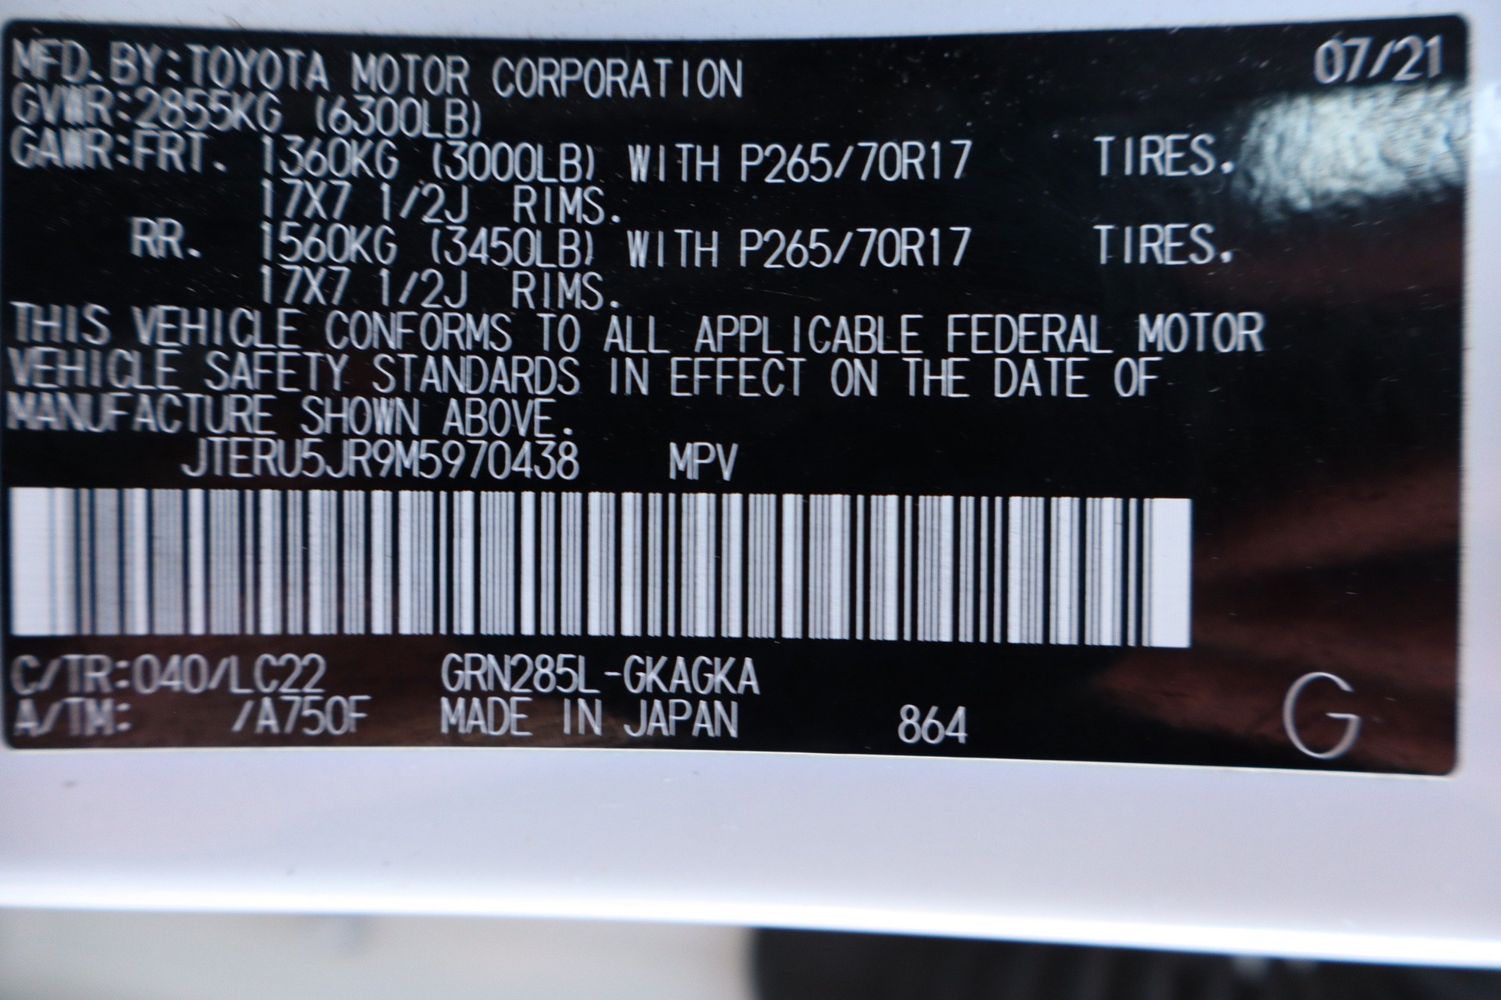 MFD. BY:TOYOTA MOTOR CORPORATION 07/21
GVWR:2855KG (6300LB)
GAWR:FRT. 1360KG (3000LB) WITH P265/70R17 TIRES.
17X7 1/2J RIMS.
RR. 1560KG (3450LB) WITH P265/70R17 TIRES.
17X7 1/2J RIMS.
THIS VEHICLE CONFORMS TO ALL APPLICABLE FEDERAL MOTOR
VEHICLE SAFETY STANDARDS IN EFFECT ON THE DATE OF
MANUFACTURE SHOWN ABOVE.
JTERU5JR9M5970438 MPV
C/TR:040/LC22 GRN285L-GKAGKA
A/TM: /A750F MADE IN JAPAN 864 G